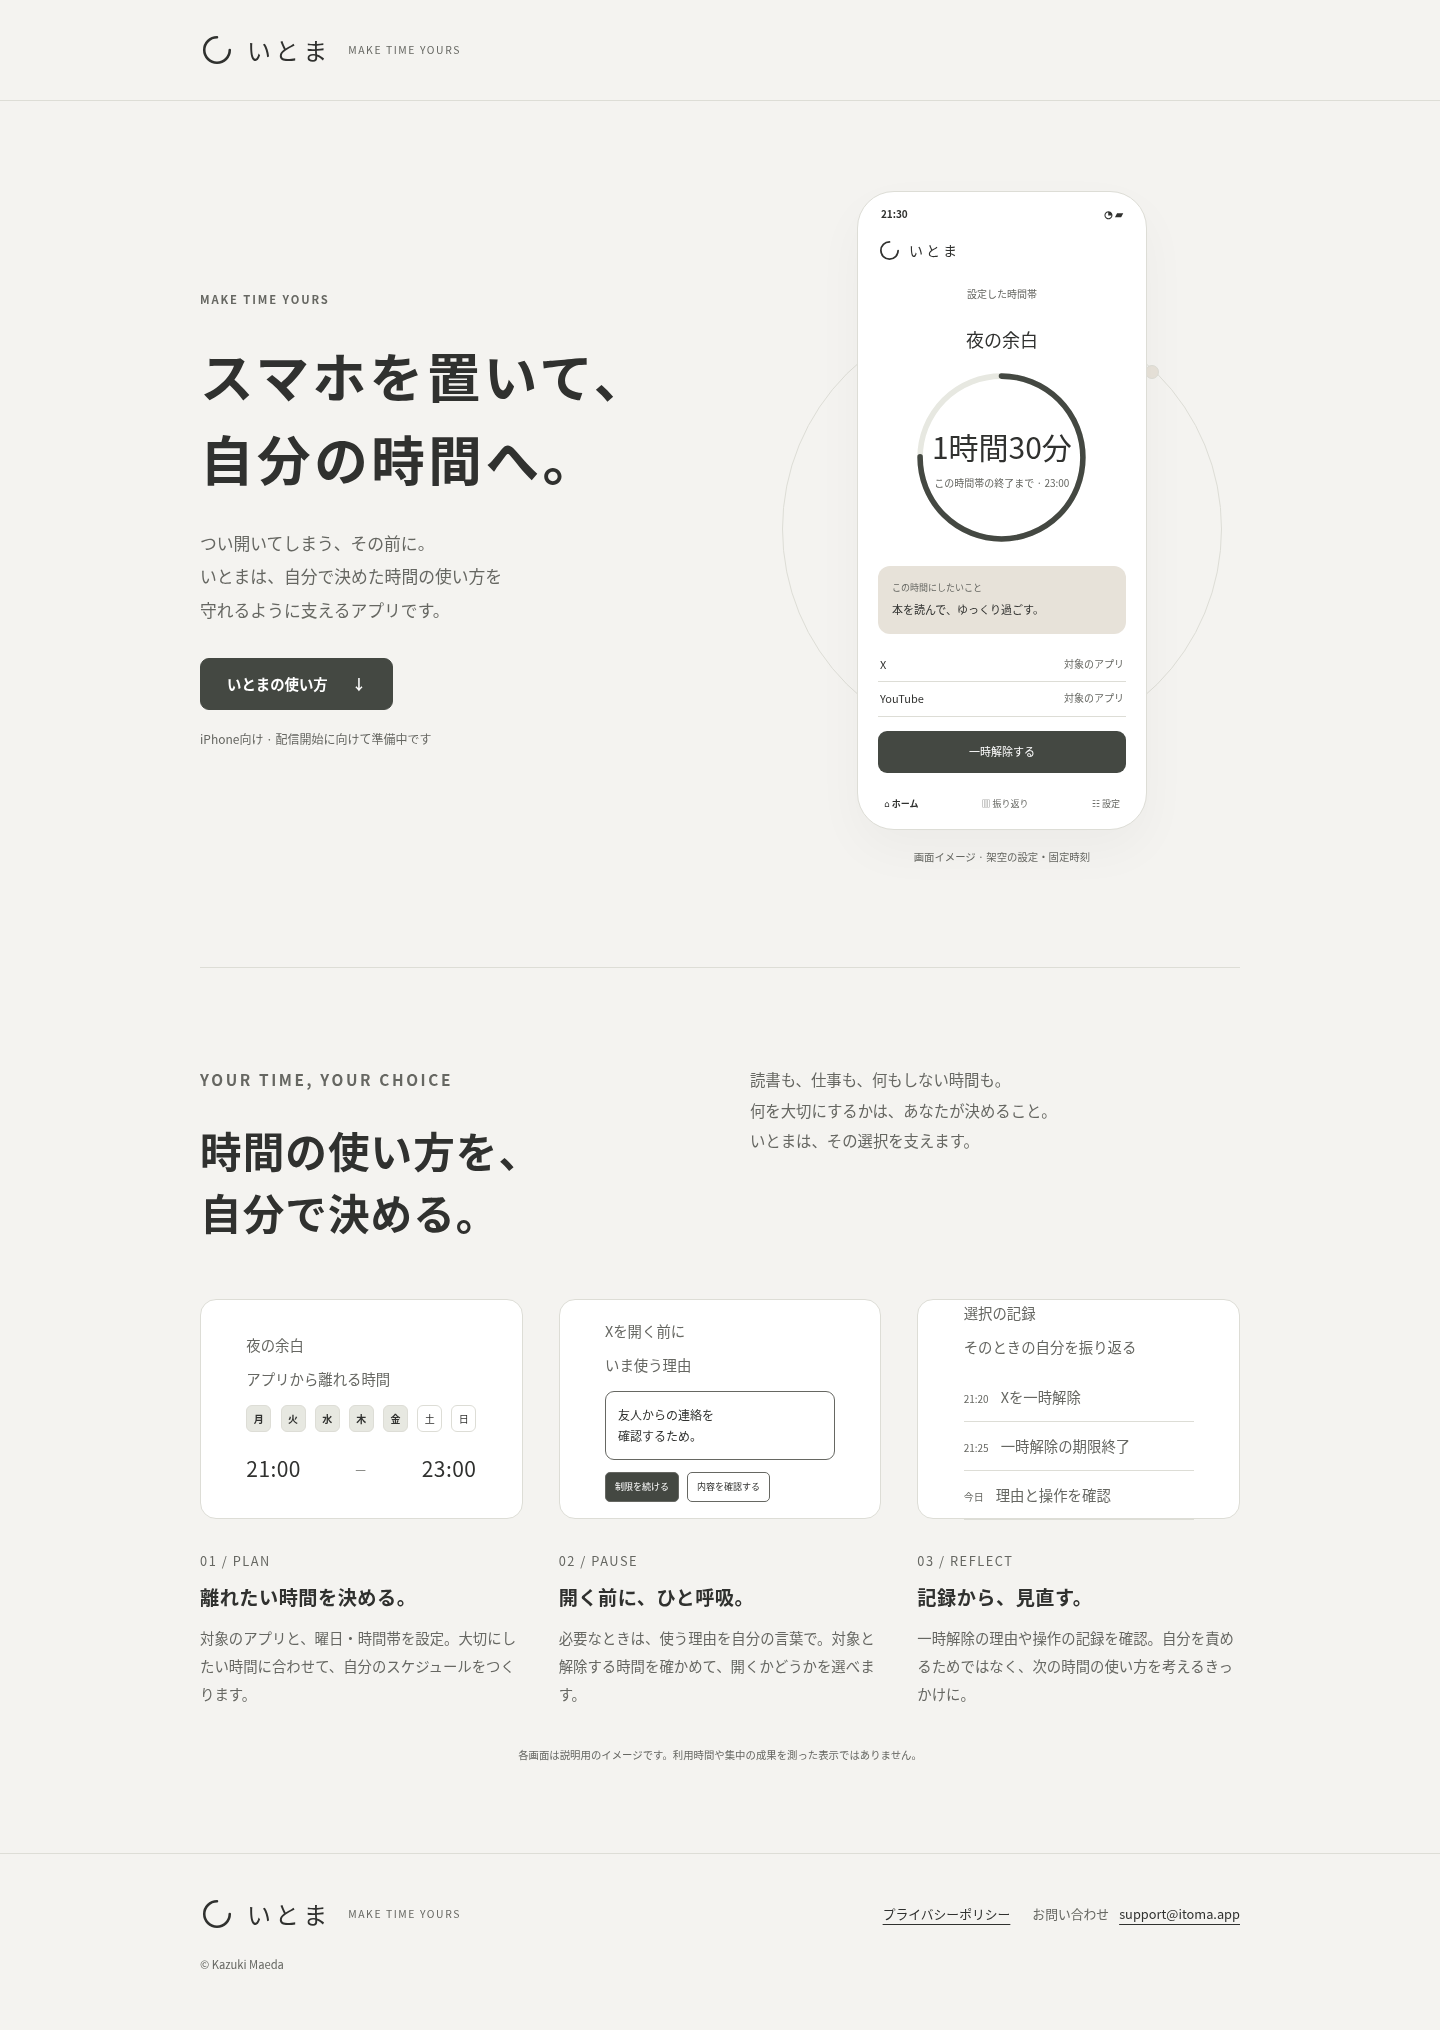 いとま MAKE TIME YOURS
MAKE TIME YOURS
スマホを置いて、
自分の時間へ。
つい開いてしまう、その前に。
いとまは、自分で決めた時間の使い方を
守れるように支えるアプリです。
いとまの使い方 ↓
iPhone向け · 配信開始に向けて準備中です
21:30
いとま
設定した時間帯
夜の余白
1時間30分
この時間帯の終了まで · 23:00
この時間にしたいこと
本を読んで、ゆっくり過ごす。
X 対象のアプリ
YouTube 対象のアプリ
一時解除する
ホーム 振り返り 設定
画面イメージ · 架空の設定・固定時刻
YOUR TIME, YOUR CHOICE
時間の使い方を、
自分で決める。
読書も、仕事も、何もしない時間も。
何を大切にするかは、あなたが決めること。
いとまは、その選択を支えます。
夜の余白
アプリから離れる時間
月 火 水 木 金 土 日
21:00 — 23:00
01 / PLAN
離れたい時間を決める。
対象のアプリと、曜日・時間帯を設定。大切にし
たい時間に合わせて、自分のスケジュールをつく
ります。
Xを開く前に
いま使う理由
友人からの連絡を
確認するため。
制限を続ける 内容を確認する
02 / PAUSE
開く前に、ひと呼吸。
必要なときは、使う理由を自分の言葉で。対象と
解除する時間を確かめて、開くかどうかを選べま
す。
選択の記録
そのときの自分を振り返る
21:20 Xを一時解除
21:25 一時解除の期限終了
今日 理由と操作を確認
03 / REFLECT
記録から、見直す。
一時解除の理由や操作の記録を確認。自分を責め
るためではなく、次の時間の使い方を考えるきっ
かけに。
各画面は説明用のイメージです。利用時間や集中の成果を測った表示ではありません。
いとま MAKE TIME YOURS
プライバシーポリシー お問い合わせ support@itoma.app
© Kazuki Maeda